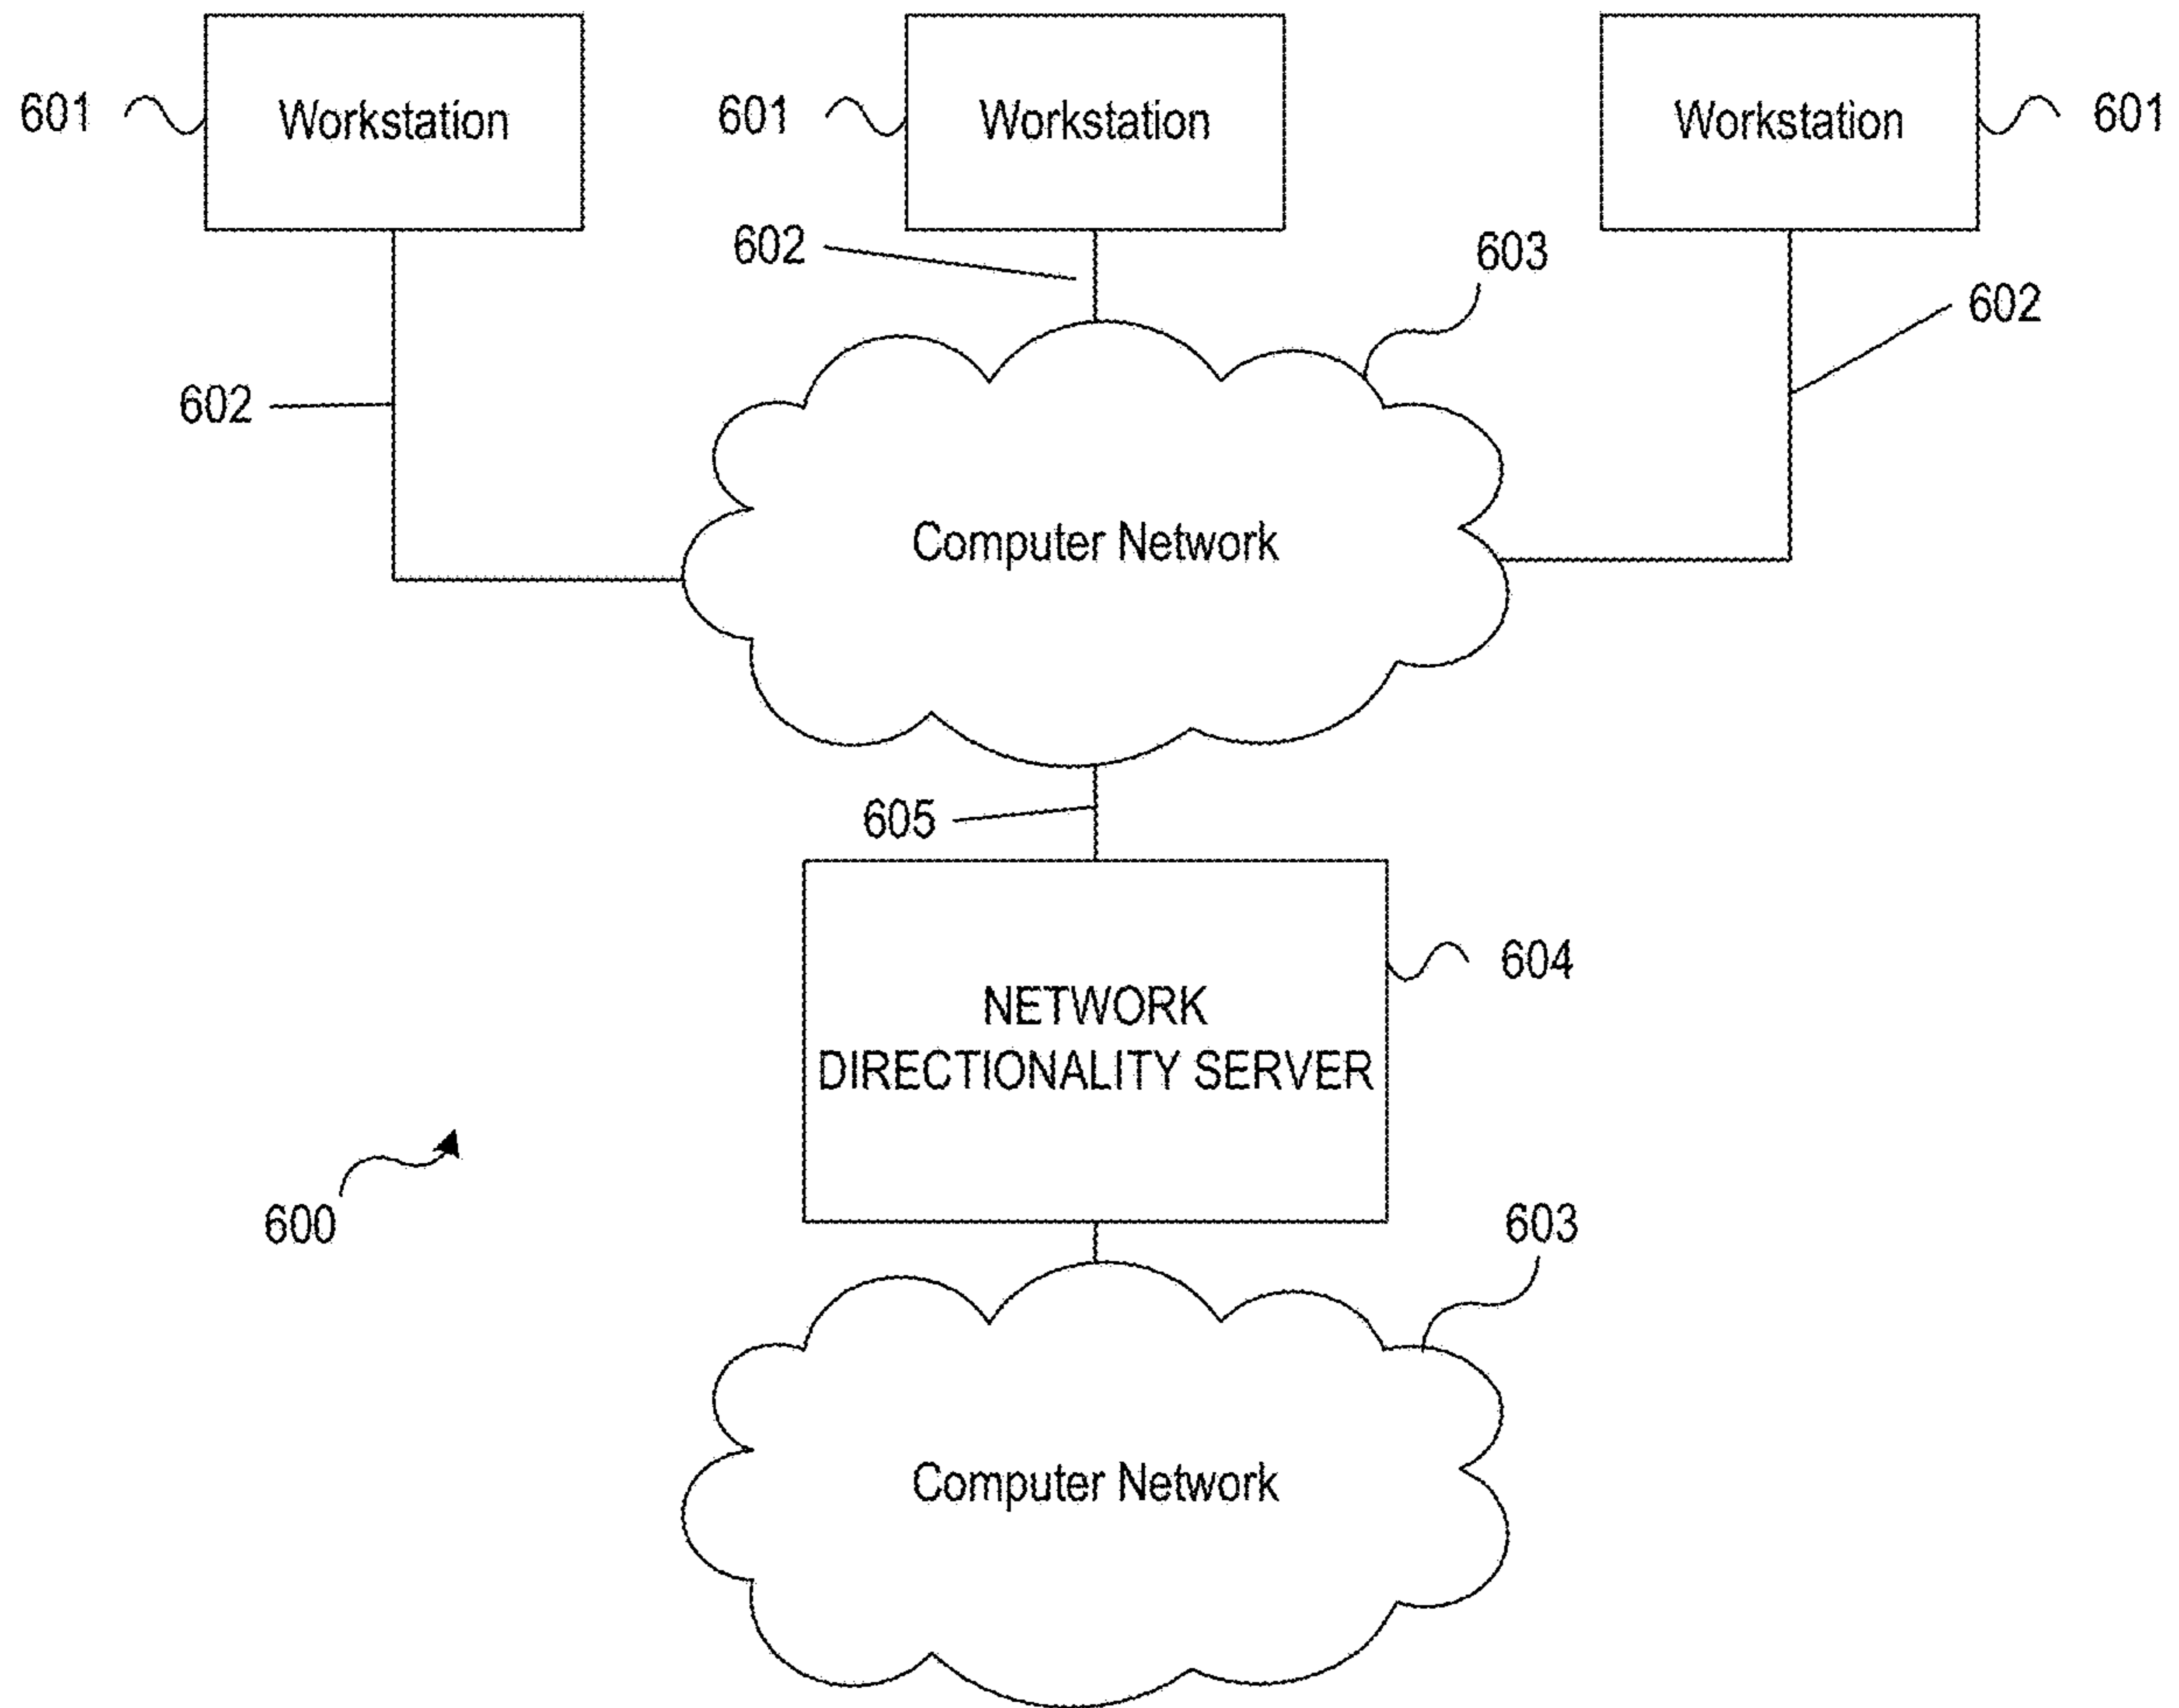 601
Workstation
601
Workstation
Workstation
601
602
603
602
602
Computer Network
605
604
NETWORK
DIRECTIONALITY SERVER
600
603
Computer Network